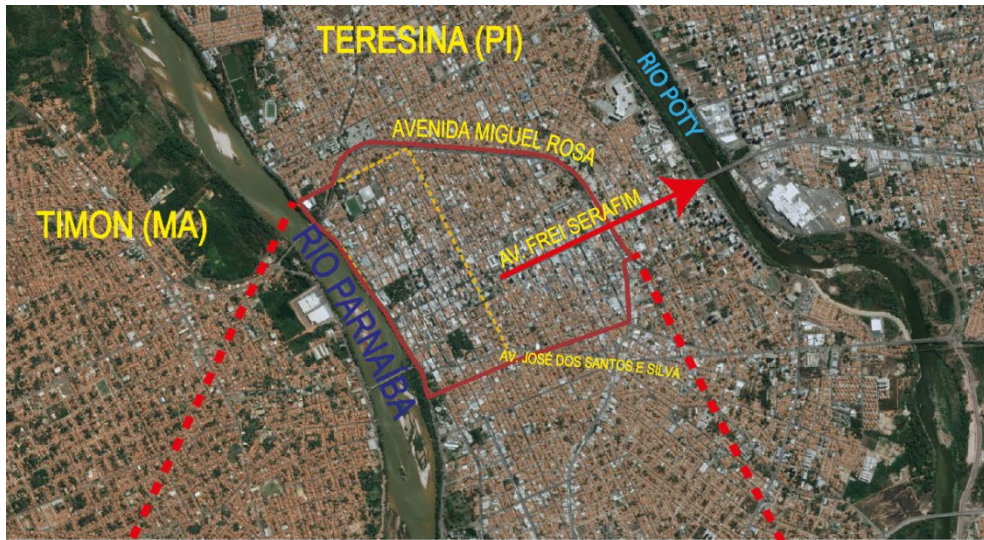 TERESINA (PI)
RIO POTY
AVENIDA MIGUEL ROSA
TIMON (MA)
AV. FREI SERAFIM
RIO PARNAÍBA
AV. JOSÉ DOS SANTOS E SILVA